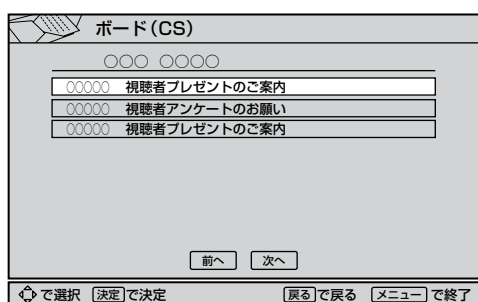 ボード(CS)
○○○ ○○○○
○○○○○ 視聴者プレゼントのご案内
○○○○○ 視聴者アンケートのお願い
○○○○○ 視聴者プレゼントのご案内
前へ 次へ
で選択 決定で決定 戻るで戻る メニューで終了